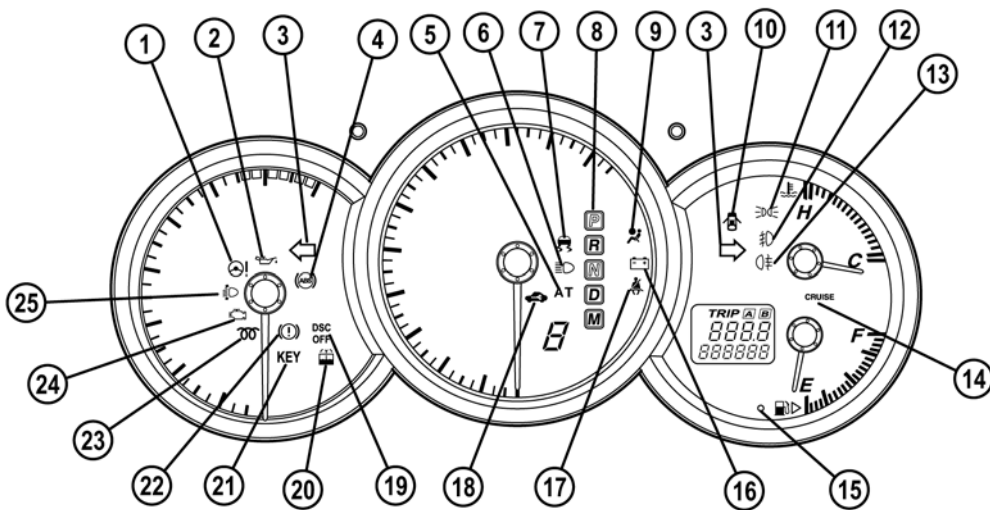 1 2 3 4 5 6 7 8 9 3 10 11 12 13
P
R
N
D
M
H
C
ABS
!
AT
8
(!)
DSC
OFF
KEY
CRUISE
TRIP A B
888.8
888888
F
E
25
24
23
22 21 20 19 18 17 16 15 14